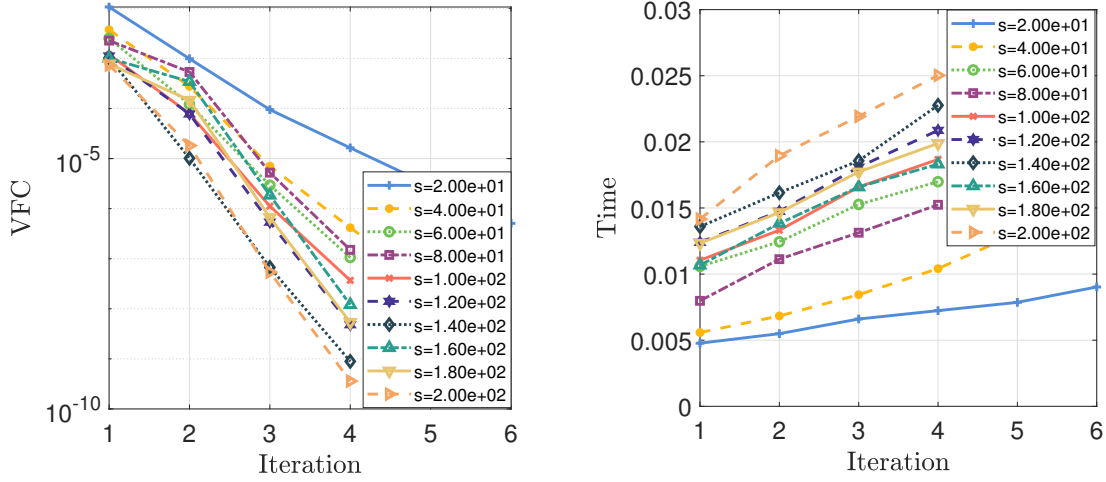 VFC
10^-5
10^-10
1 2 3 4 5 6
Iteration
s=2.00e+01
s=4.00e+01
s=6.00e+01
s=8.00e+01
s=1.00e+02
s=1.20e+02
s=1.40e+02
s=1.60e+02
s=1.80e+02
s=2.00e+02
Time
0.03
0.025
0.02
0.015
0.01
0.005
0
1 2 3 4 5 6
Iteration
s=2.00e+01
s=4.00e+01
s=6.00e+01
s=8.00e+01
s=1.00e+02
s=1.20e+02
s=1.40e+02
s=1.60e+02
s=1.80e+02
s=2.00e+02